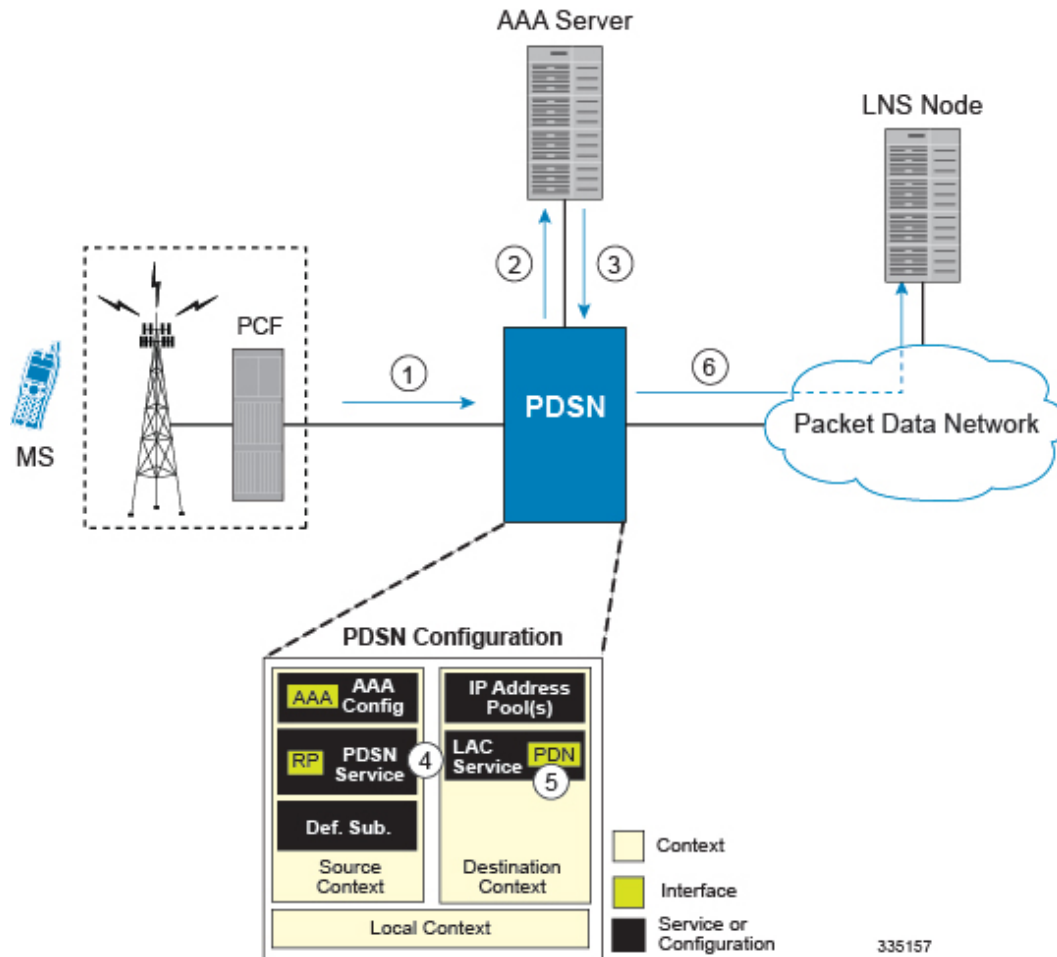 AAA Server
LNS Node
2
3
PCF
1
6
PDSN
Packet Data Network
MS
PDSN Configuration
AAA
AAA
Config
IP Address
Pool(s)
RP
PDSN
Service
4
LAC
Service
PDN
5
Def. Sub.
Source
Context
Destination
Context
Local Context
Context
Interface
Service or
Configuration
335157